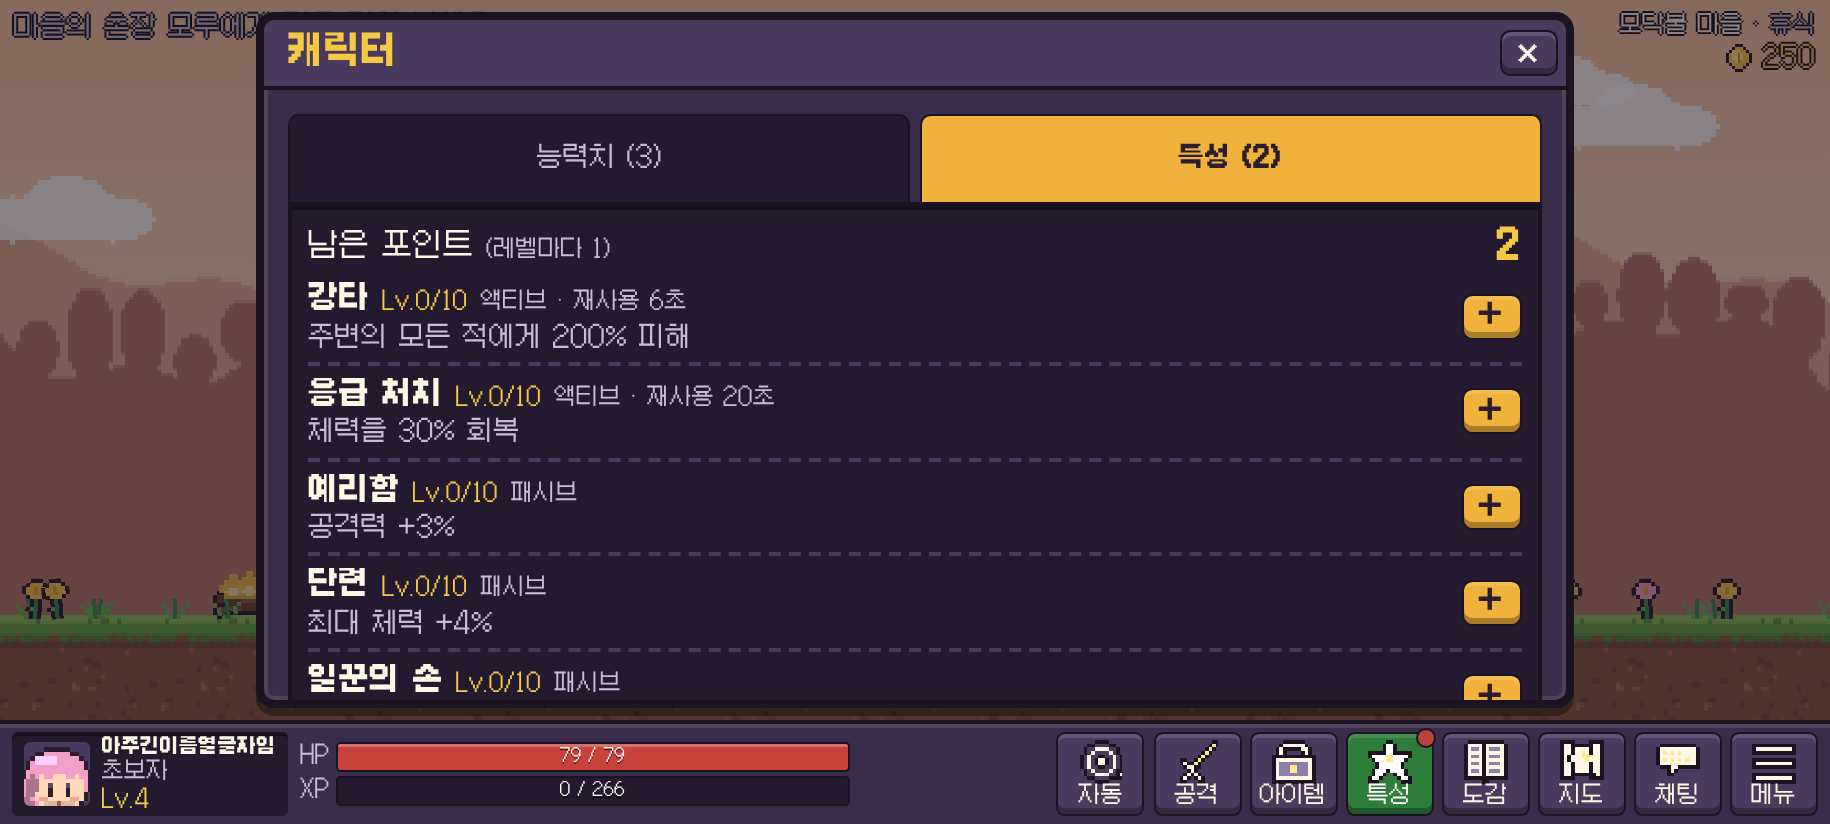 마을의 촌장 모루에게
모닥불 마을 · 휴식
250
캐릭터
능력치 (3)
특성 (2)
남은 포인트 (레벨마다 1)
2
강타 Lv.0/10 액티브 · 재사용 6초
주변의 모든 적에게 200% 피해
응급 처치 Lv.0/10 액티브 · 재사용 20초
체력을 30% 회복
예리함 Lv.0/10 패시브
공격력 +3%
단련 Lv.0/10 패시브
최대 체력 +4%
일꾼의 손 Lv.0/10 패시브
아주긴이름열글자임
초보자
Lv.4
HP 79 / 79
XP 0 / 266
자동
공격
아이템
특성
도감
지도
채팅
메뉴